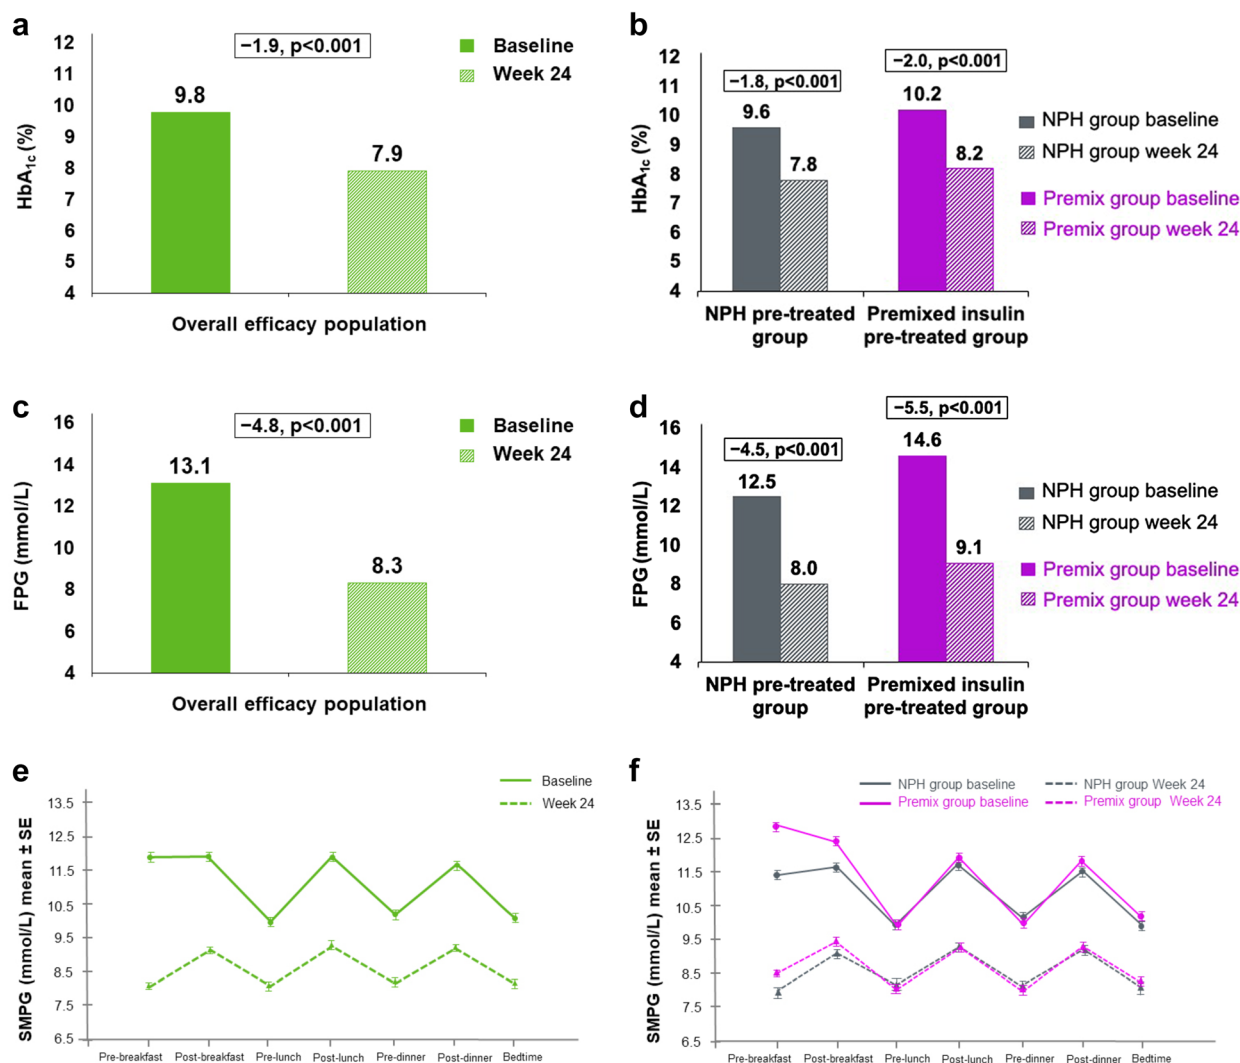 a
−1.9, p<0.001
Baseline
Week 24
HbA1c (%)
12
11
10
9
8
7
6
5
4
9.8
7.9
Overall efficacy population
b
−1.8, p<0.001
−2.0, p<0.001
NPH group baseline
NPH group week 24
Premix group baseline
Premix group week 24
HbA1c (%)
12
11
10
9
8
7
6
5
4
9.6
7.8
10.2
8.2
NPH pre-treated
group
Premixed insulin
pre-treated group
c
−4.8, p<0.001
Baseline
Week 24
FPG (mmol/L)
16
14
12
10
8
6
4
13.1
8.3
Overall efficacy population
d
−4.5, p<0.001
−5.5, p<0.001
NPH group baseline
NPH group week 24
Premix group baseline
Premix group week 24
FPG (mmol/L)
16
14
12
10
8
6
4
12.5
8.0
14.6
9.1
NPH pre-treated
group
Premixed insulin
pre-treated group
e
Baseline
Week 24
SMPG (mmol/L) mean ± SE
13.5
12.5
11.5
10.5
9.5
8.5
7.5
6.5
Pre-breakfast Post-breakfast Pre-lunch Post-lunch Pre-dinner Post-dinner Bedtime
f
NPH group baseline NPH group Week 24
Premix group baseline Premix group Week 24
SMPG (mmol/L) mean ± SE
13.5
12.5
11.5
10.5
9.5
8.5
7.5
6.5
Pre-breakfast Post-breakfast Pre-lunch Post-lunch Pre-dinner Post-dinner Bedtime